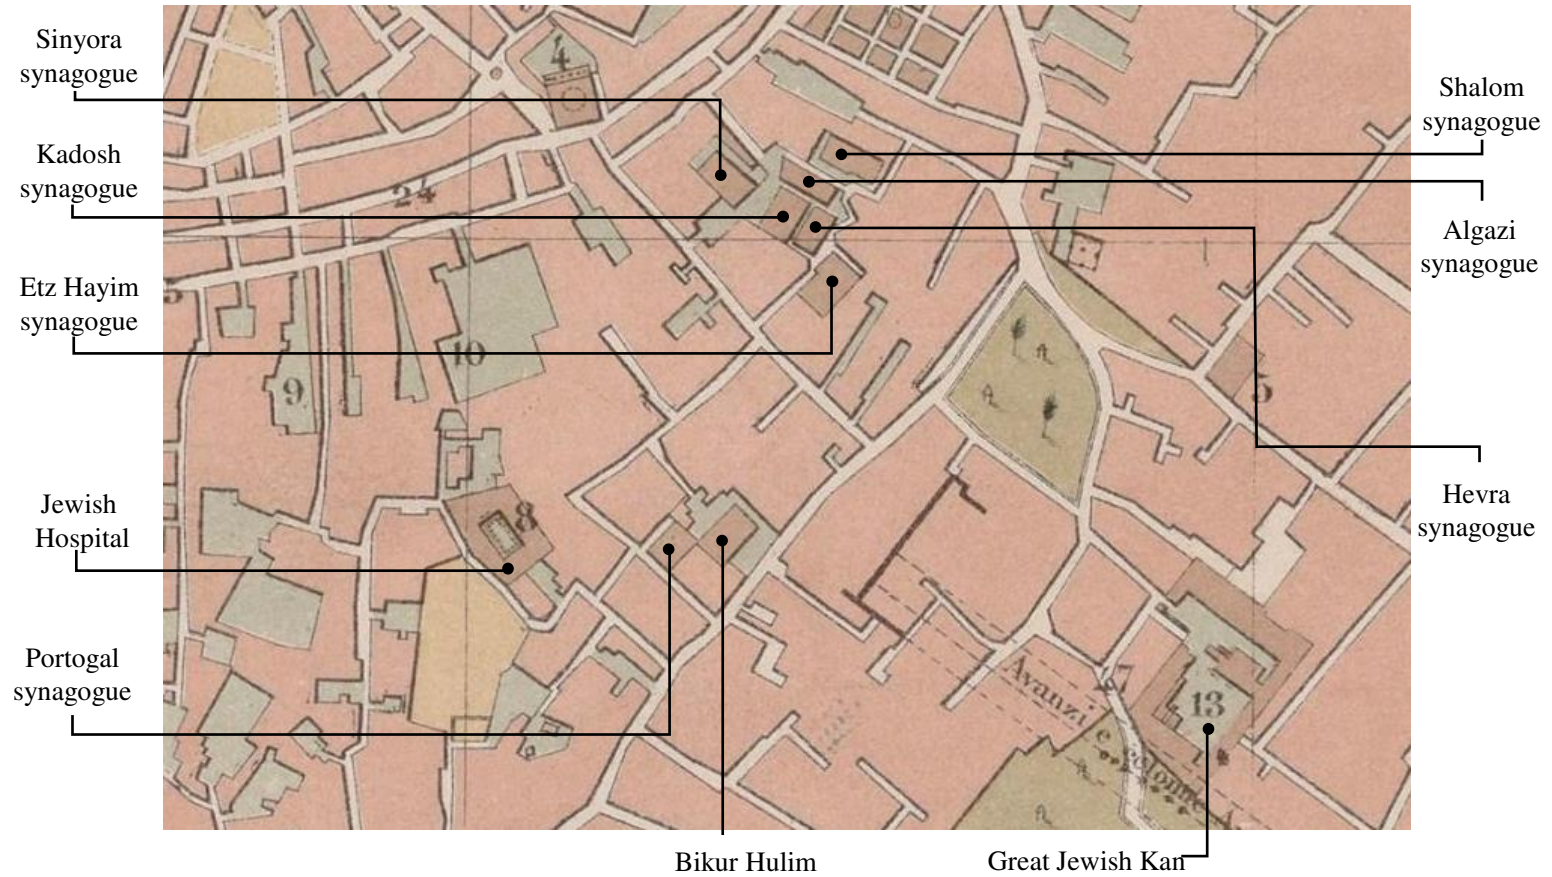 Sinyora
synagogue
Kadosh
synagogue
Etz Hayim
synagogue
Jewish
Hospital
Portogal
synagogue
Shalom
synagogue
Algazi
synagogue
Hevra
synagogue
Bikur Hulim
Great Jewish Kan
4
24
10
9
8
13
Avanzi
e